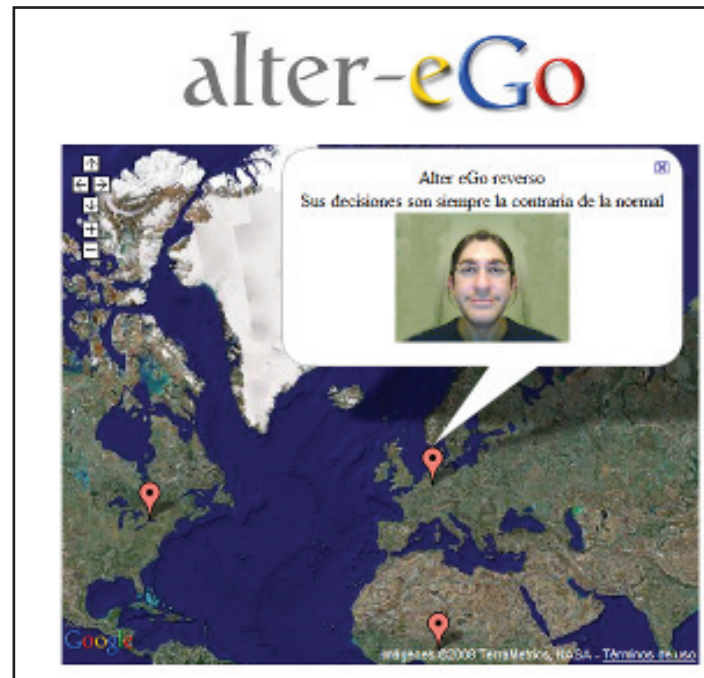 alter-eGo
Alter eGo reverso
Sus decisiones son siempre la contraria de la normal
Google
Imágenes ©2008 TerraMetrics, NASA - Términos de uso